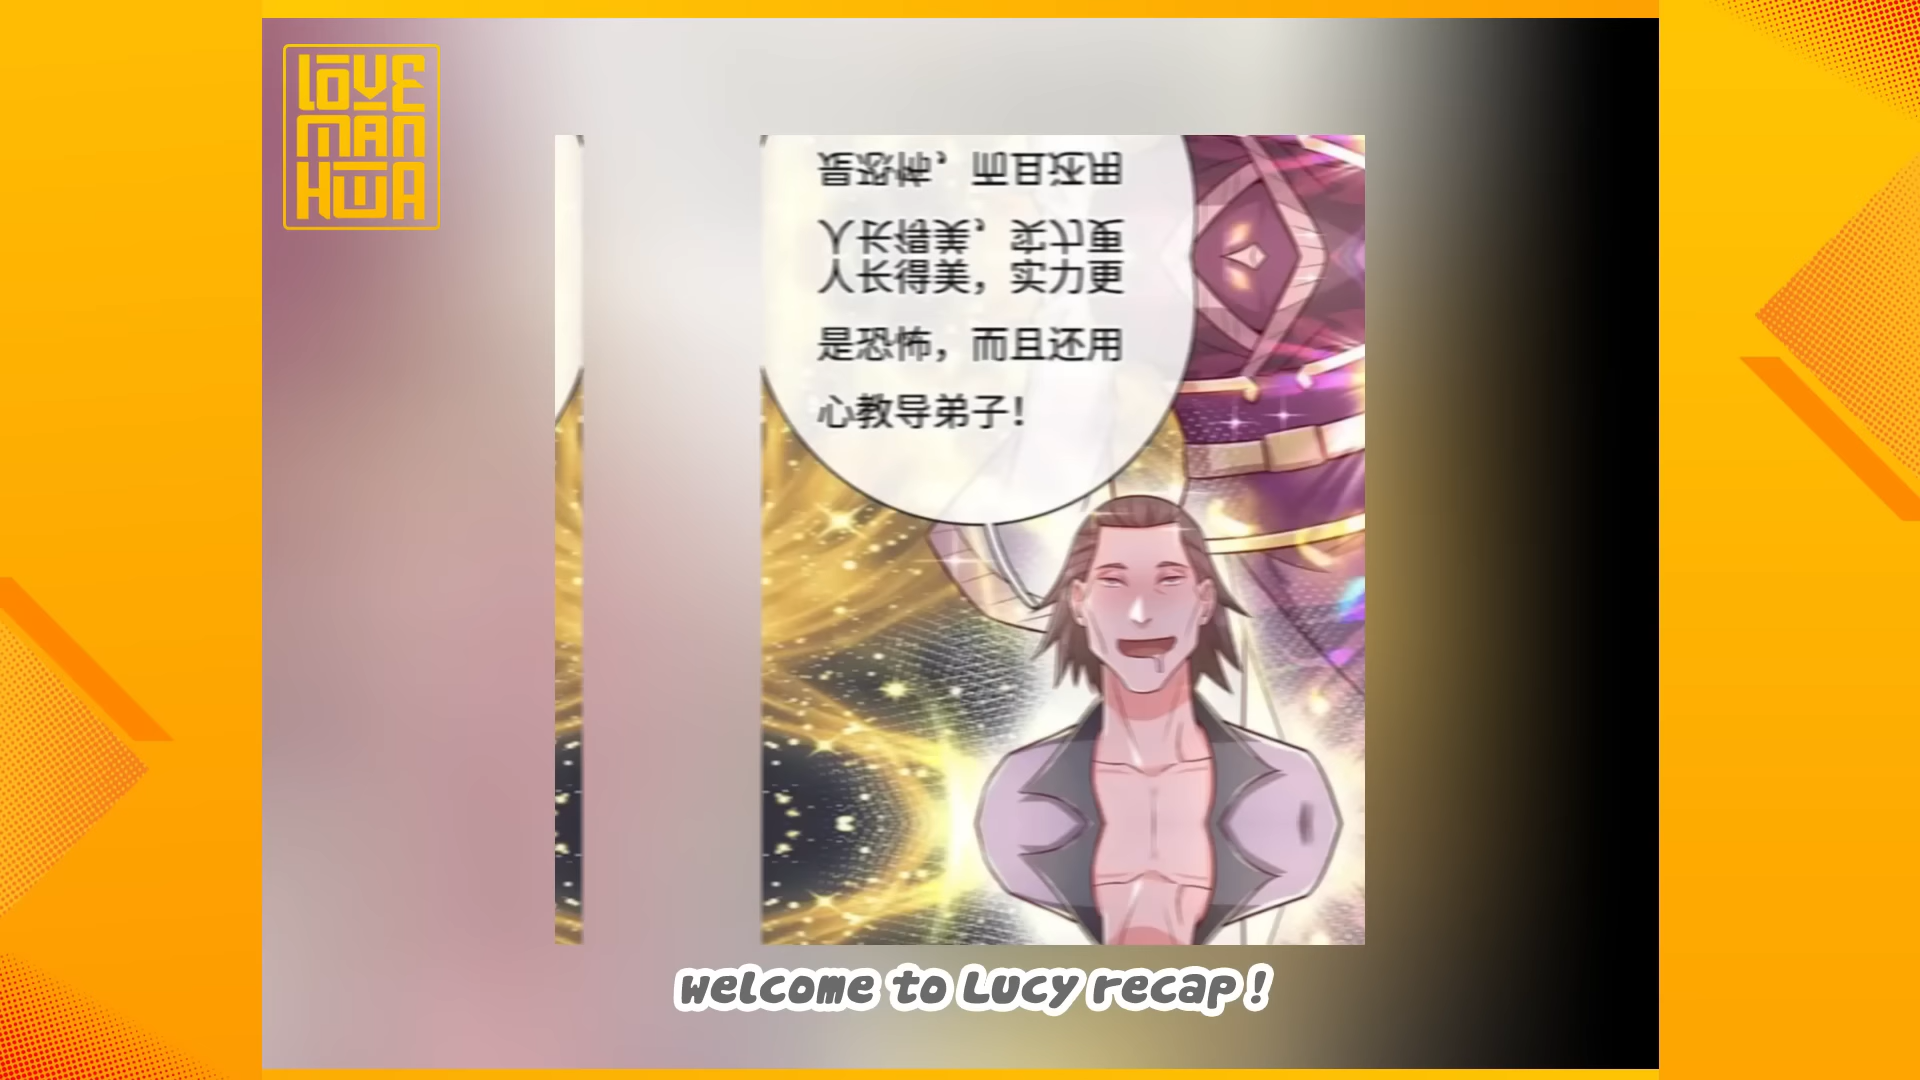 LOVE
MAN
HWA
人长得美，实力更
是恐怖，而且还用
心教导弟子！
welcome to Lucy recap!